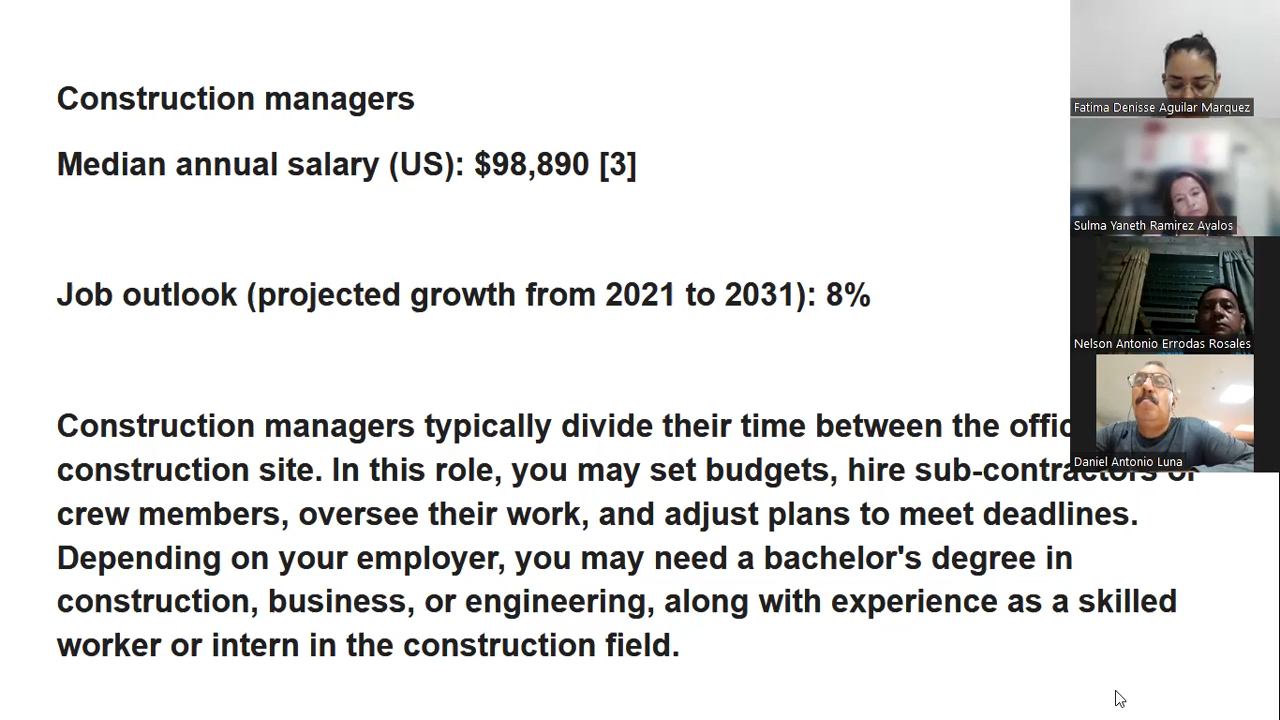 Construction managers
Median annual salary (US): $98,890 [3]
Job outlook (projected growth from 2021 to 2031): 8%
Construction managers typically divide their time between the
construction site. In this role, you may set budgets, hire sub-contractors or
crew members, oversee their work, and adjust plans to meet deadlines.
Depending on your employer, you may need a bachelor's degree in
construction, business, or engineering, along with experience as a skilled
worker or intern in the construction field.
Fatima Denisse Aguilar Marquez
Sulma Yaneth Ramirez Ayalos
Nelson Antonio Errodas Rosales
Daniel Antonio Luna